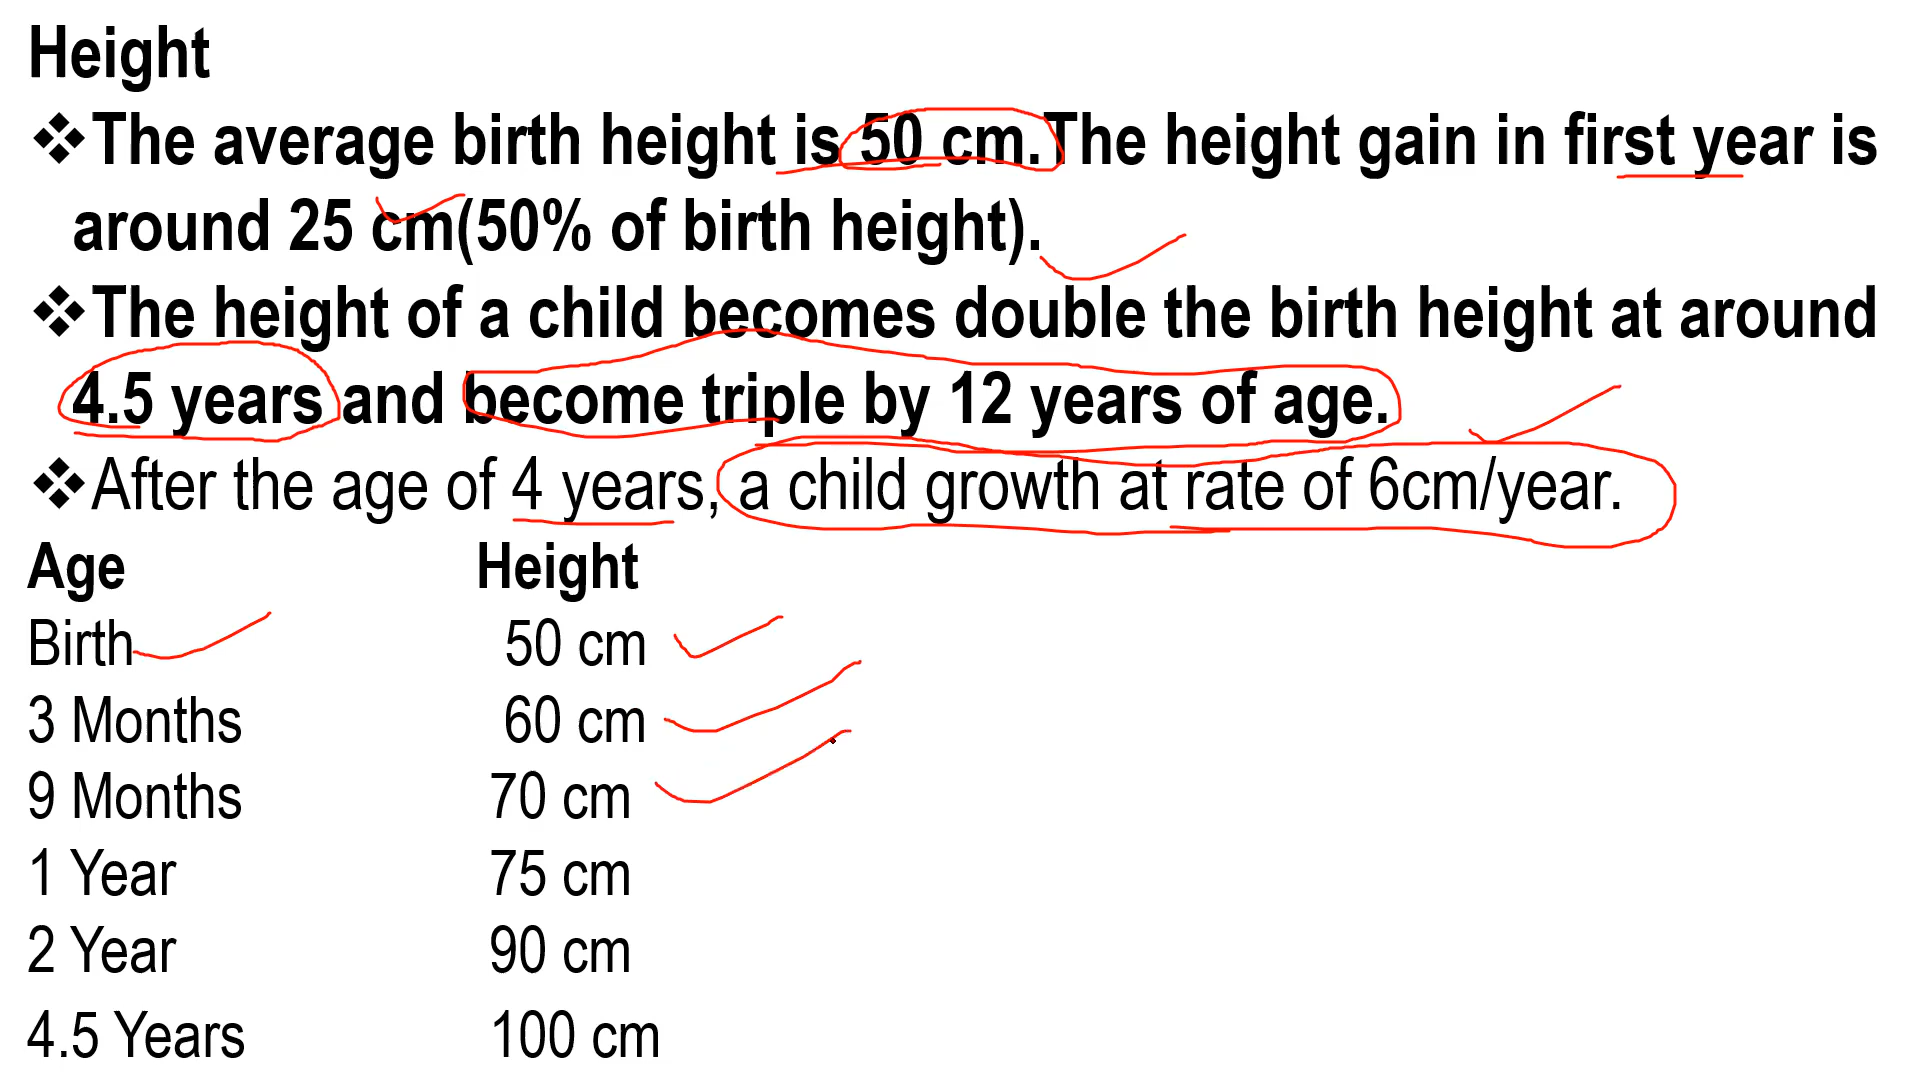 Height
❖The average birth height is 50 cm.The height gain in first year is
around 25 cm(50% of birth height).
❖The height of a child becomes double the birth height at around
4.5 years and become triple by 12 years of age.
❖After the age of 4 years, a child growth at rate of 6cm/year.
Age Height
Birth 50 cm
3 Months 60 cm
9 Months 70 cm
1 Year 75 cm
2 Year 90 cm
4.5 Years 100 cm